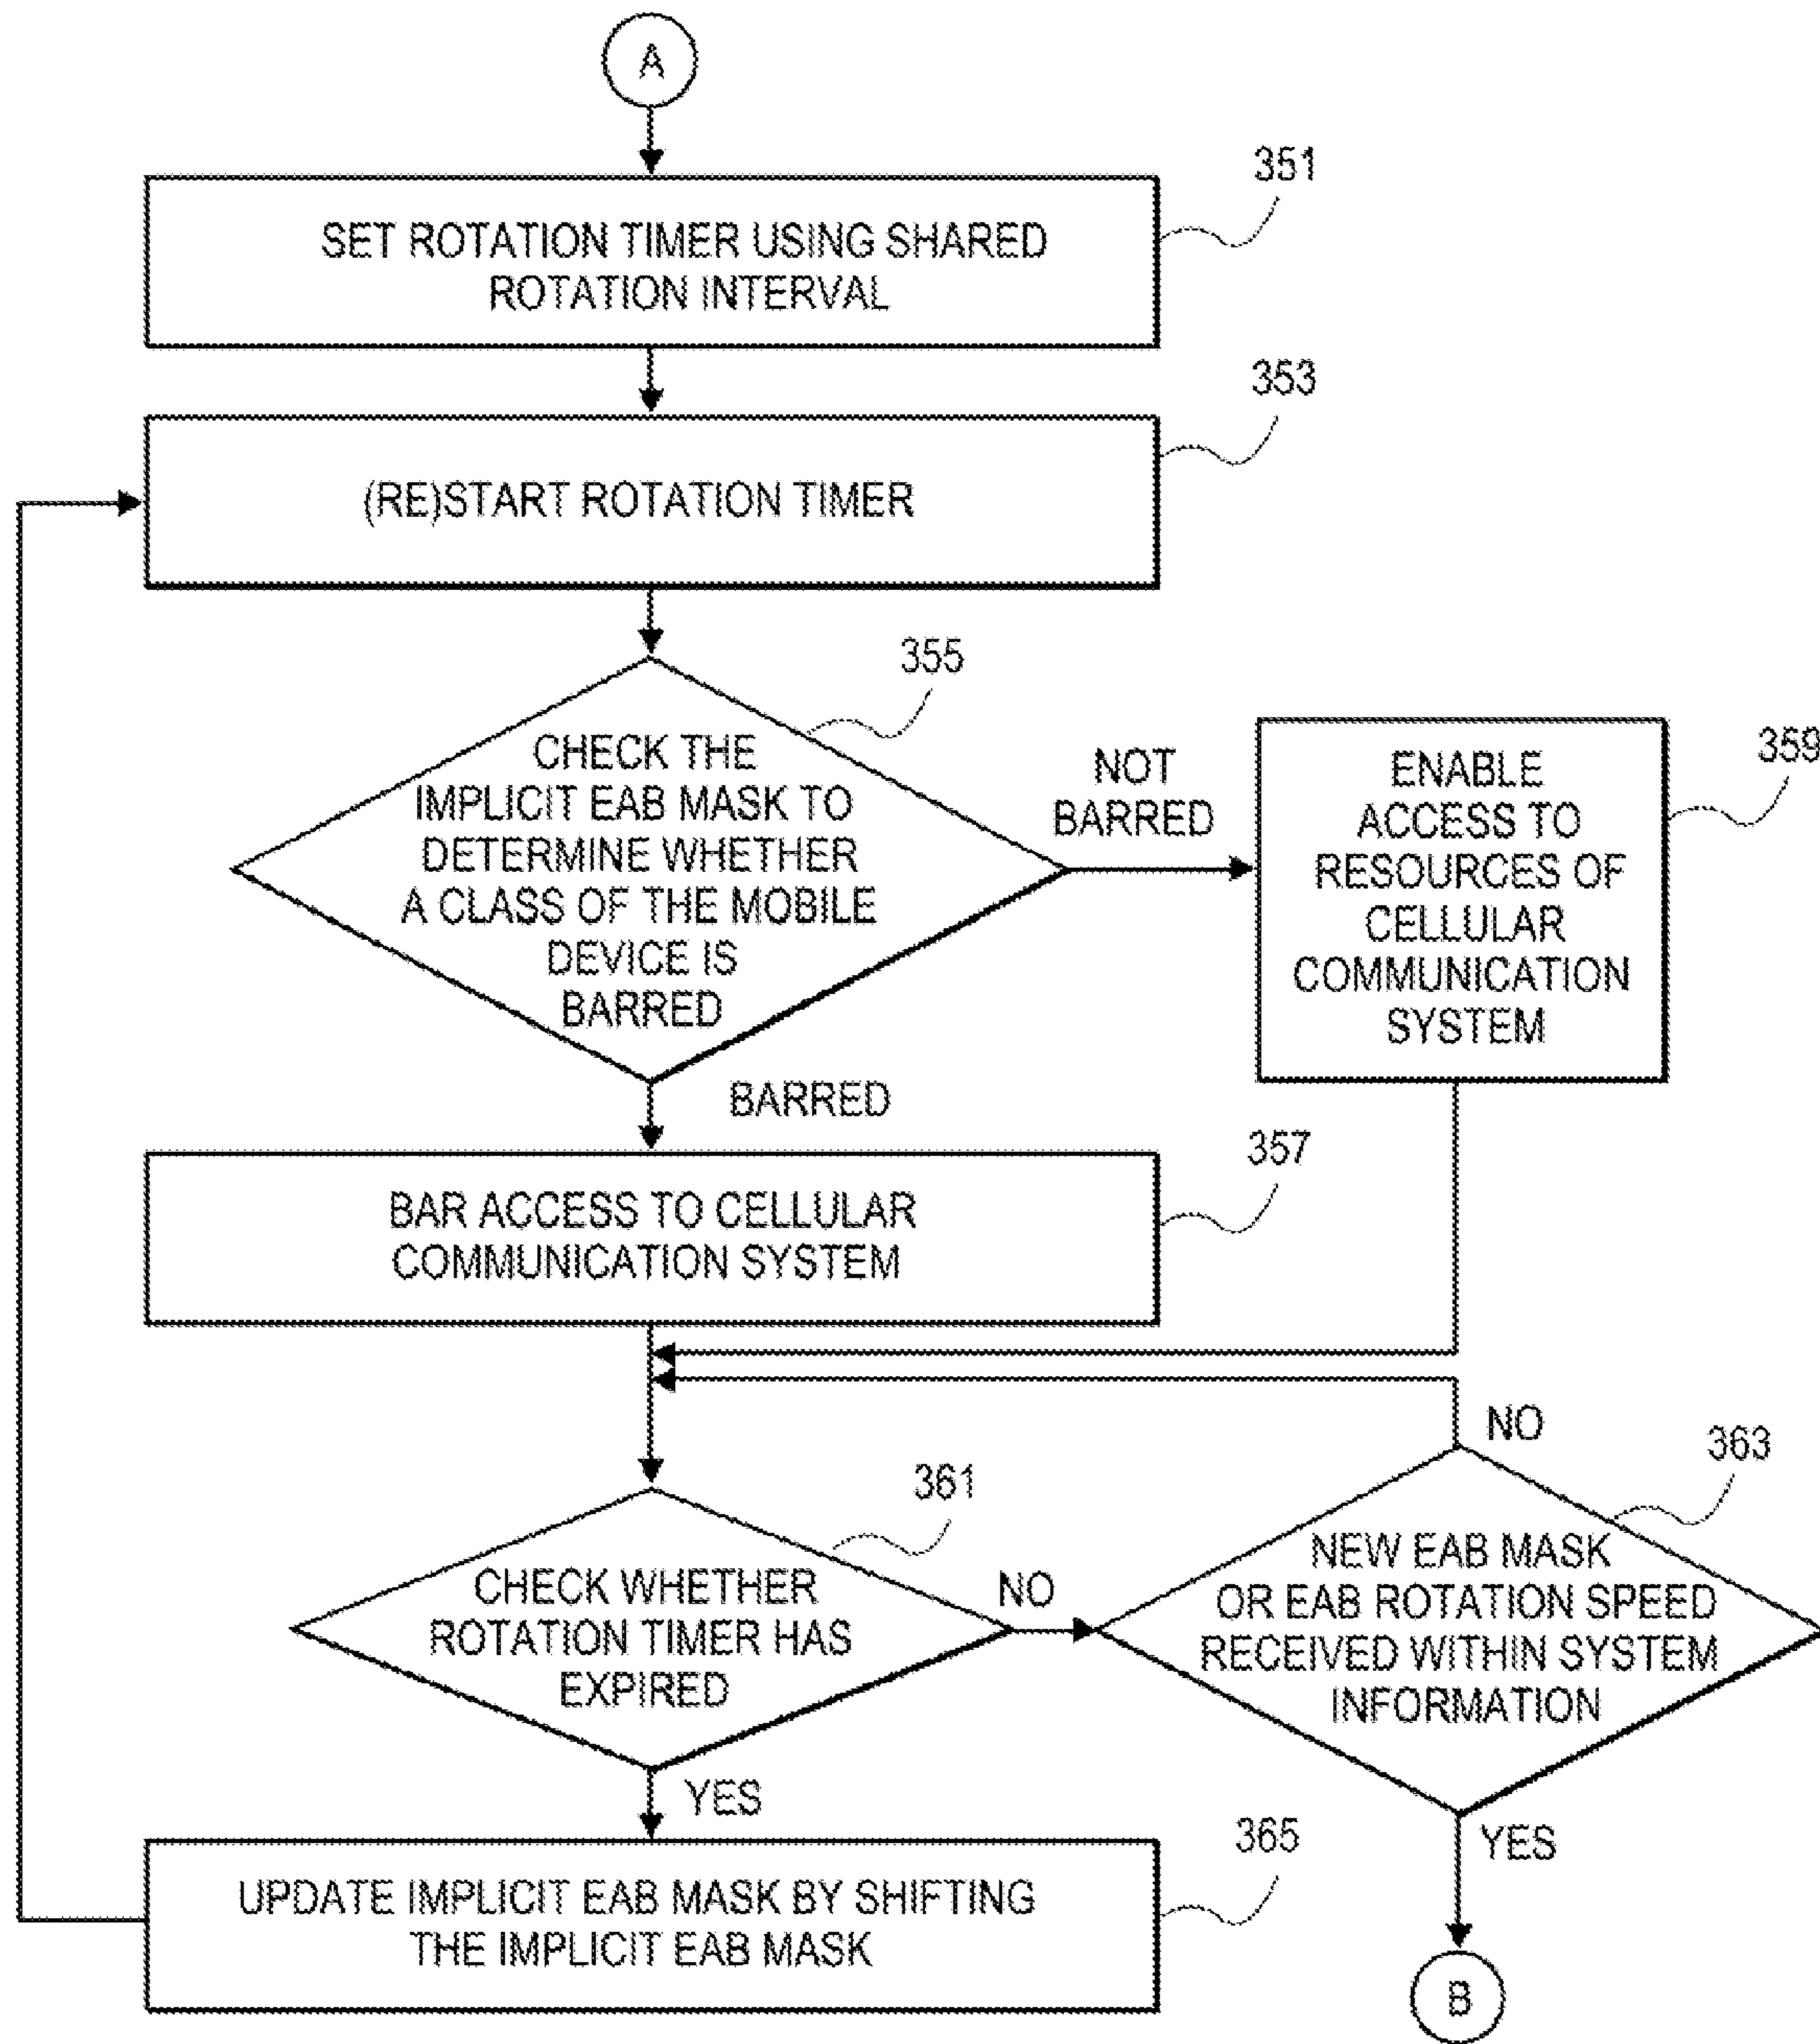 A
351
SET ROTATION TIMER USING SHARED
ROTATION INTERVAL
353
(RE)START ROTATION TIMER
355
CHECK THE
IMPLICIT EAB MASK TO
DETERMINE WHETHER
A CLASS OF THE MOBILE
DEVICE IS
BARRED
NOT
BARRED
359
ENABLE
ACCESS TO
RESOURCES OF
CELLULAR
COMMUNICATION
SYSTEM
BARRED
357
BAR ACCESS TO CELLULAR
COMMUNICATION SYSTEM
361
CHECK WHETHER
ROTATION TIMER HAS
EXPIRED
NO
NO
363
NEW EAB MASK
OR EAB ROTATION SPEED
RECEIVED WITHIN SYSTEM
INFORMATION
YES
365
UPDATE IMPLICIT EAB MASK BY SHIFTING
THE IMPLICIT EAB MASK
YES
B